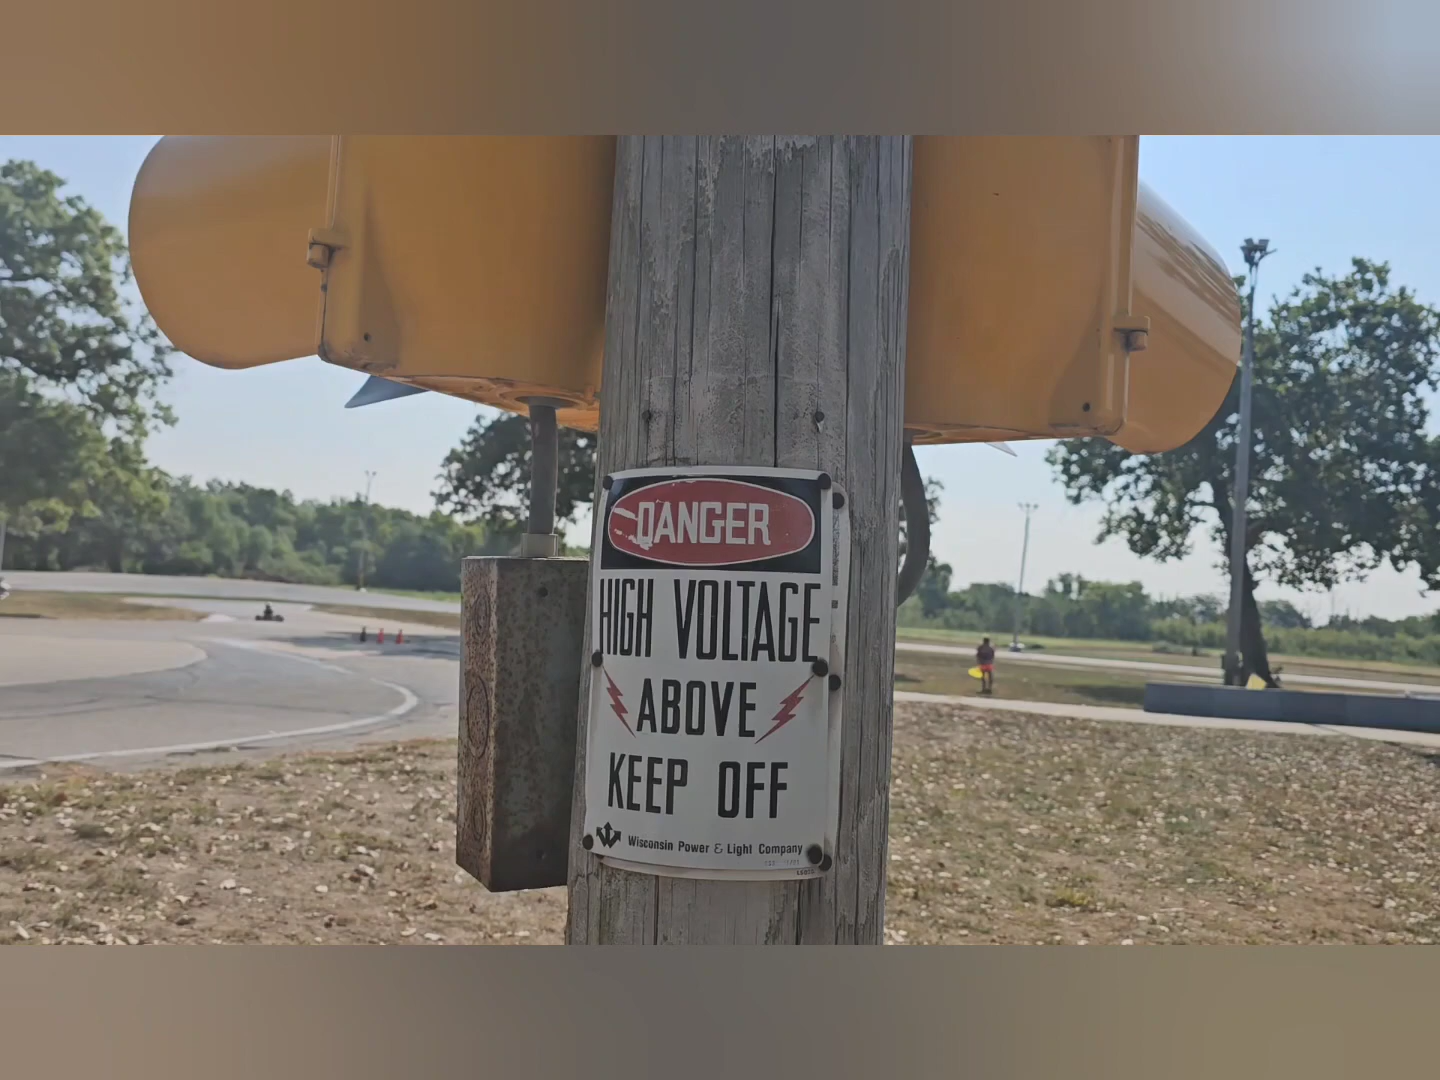 DANGER
HIGH VOLTAGE
ABOVE
KEEP OFF
Wisconsin Power & Light Company